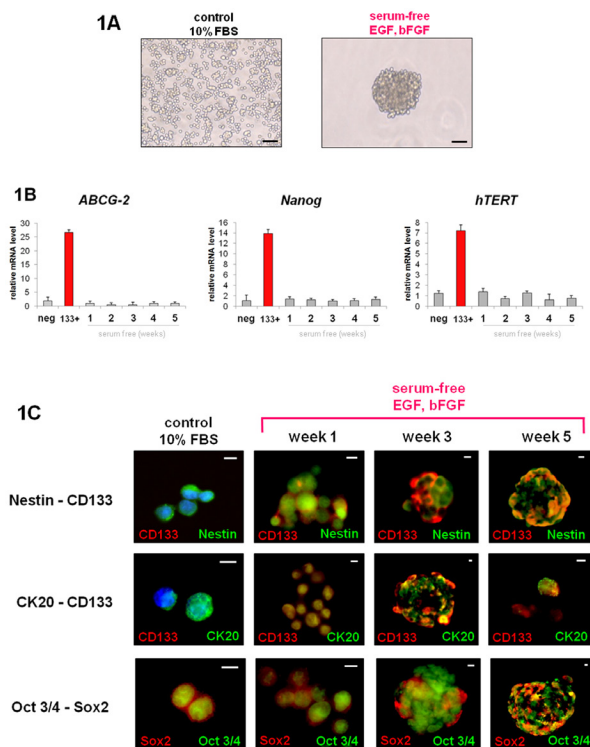 1A
control
10% FBS
serum-free
EGF, bFGF
1B
ABCG-2
Nanog
hTERT
relative mRNA level
30
25
20
15
10
5
0
neg 133+ 1 2 3 4 5
serum free (weeks)
relative mRNA level
16
14
12
10
8
6
4
2
0
neg 133+ 1 2 3 4 5
serum free (weeks)
relative mRNA level
8
7
6
5
4
3
2
1
0
neg 133+ 1 2 3 4 5
serum free (weeks)
1C
serum-free
EGF, bFGF
control
10% FBS
week 1
week 3
week 5
Nestin - CD133
CD133 Nestin
CD133 Nestin
CD133 Nestin
CD133 Nestin
CK20 - CD133
CD133 CK20
CD133 CK20
CD133 CK20
CD133 CK20
Oct 3/4 - Sox2
Sox2 Oct 3/4
Sox2 Oct 3/4
Sox2 Oct 3/4
Sox2 Oct 3/4